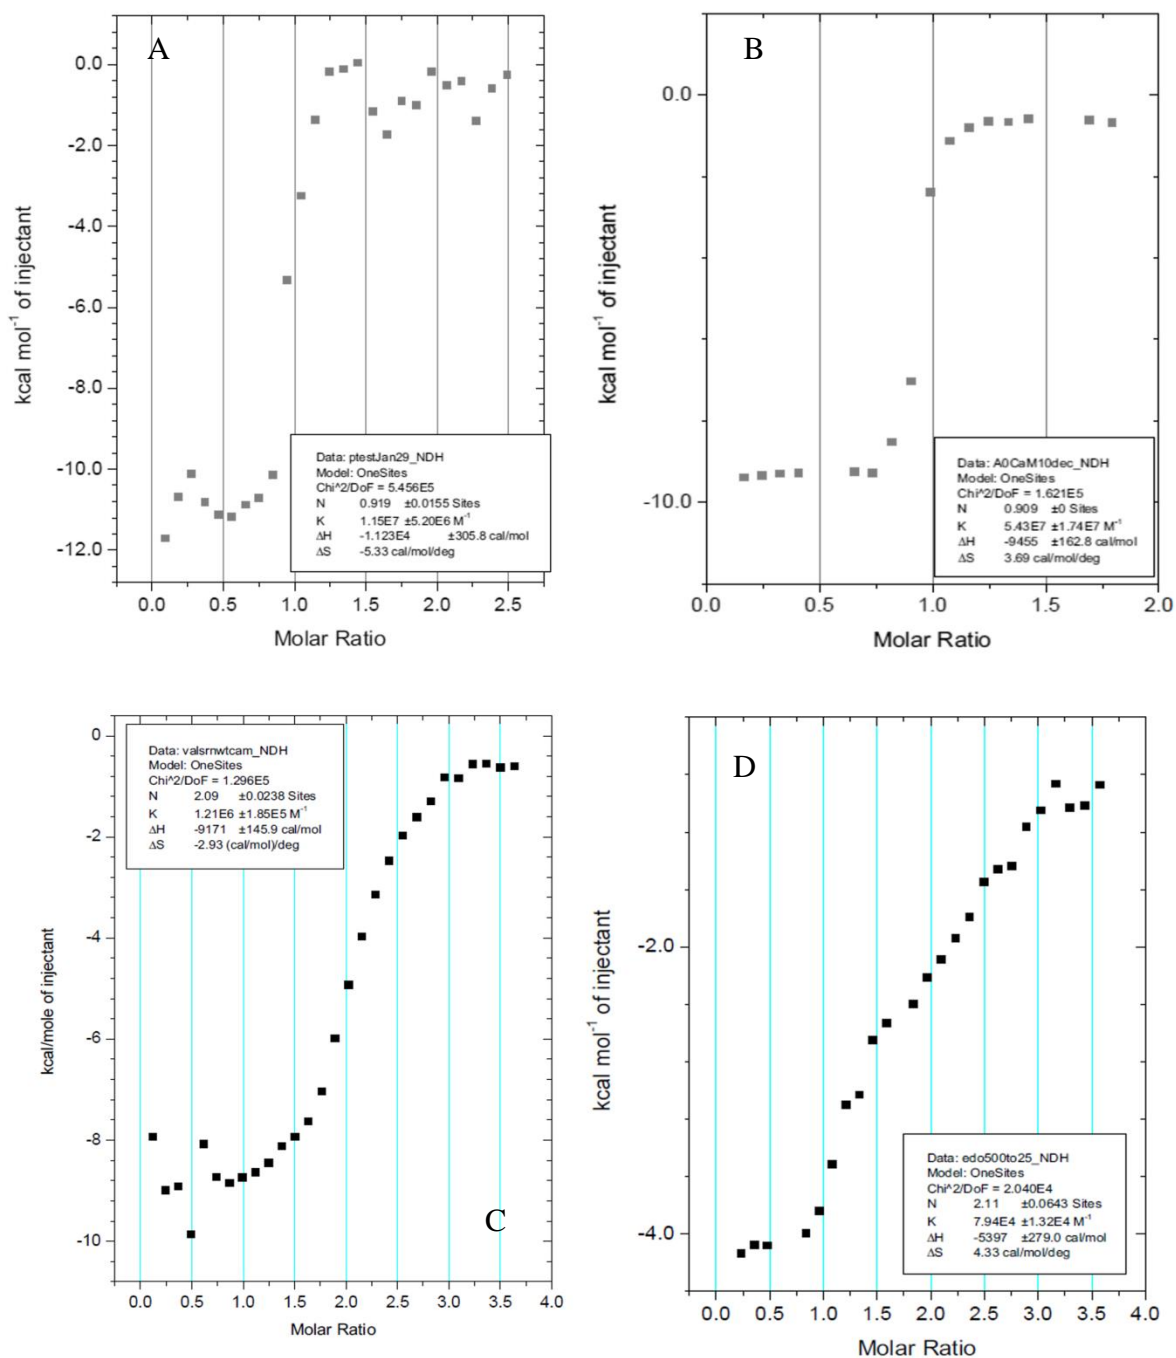 A
0.0
-2.0
-4.0
-6.0
-8.0
-10.0
-12.0
kcal mol⁻¹ of injectant
Data: ptestJan29_NDH
Model: OneSites
Chi^2/DoF = 5.456E5
N 0.919 ±0.0155 Sites
K 1.15E7 ±5.20E6 M⁻¹
ΔH -1.123E4 ±305.8 cal/mol
ΔS -5.33 cal/mol/deg
0.0 0.5 1.0 1.5 2.0 2.5
Molar Ratio
B
0.0
-10.0
kcal mol⁻¹ of injectant
Data: A0CaM10dec_NDH
Model: OneSites
Chi^2/DoF = 1.621E5
N 0.909 ±0 Sites
K 5.43E7 ±1.74E7 M⁻¹
ΔH -9455 ±162.8 cal/mol
ΔS 3.69 cal/mol/deg
0.0 0.5 1.0 1.5 2.0
Molar Ratio
0
-2
-4
-6
-8
-10
kcal/mole of injectant
Data: valsrnwtcam_NDH
Model: OneSites
Chi^2/DoF = 1.296E5
N 2.09 ±0.0238 Sites
K 1.21E6 ±1.85E5 M⁻¹
ΔH -9171 ±145.9 cal/mol
ΔS -2.93 (cal/mol)/deg
C
0.0 0.5 1.0 1.5 2.0 2.5 3.0 3.5 4.0
Molar Ratio
D
-2.0
-4.0
kcal mol⁻¹ of injectant
Data: edo500to25_NDH
Model: OneSites
Chi^2/DoF = 2.040E4
N 2.11 ±0.0643 Sites
K 7.94E4 ±1.32E4 M⁻¹
ΔH -5397 ±279.0 cal/mol
ΔS 4.33 cal/mol/deg
0.0 0.5 1.0 1.5 2.0 2.5 3.0 3.5 4.0
Molar Ratio